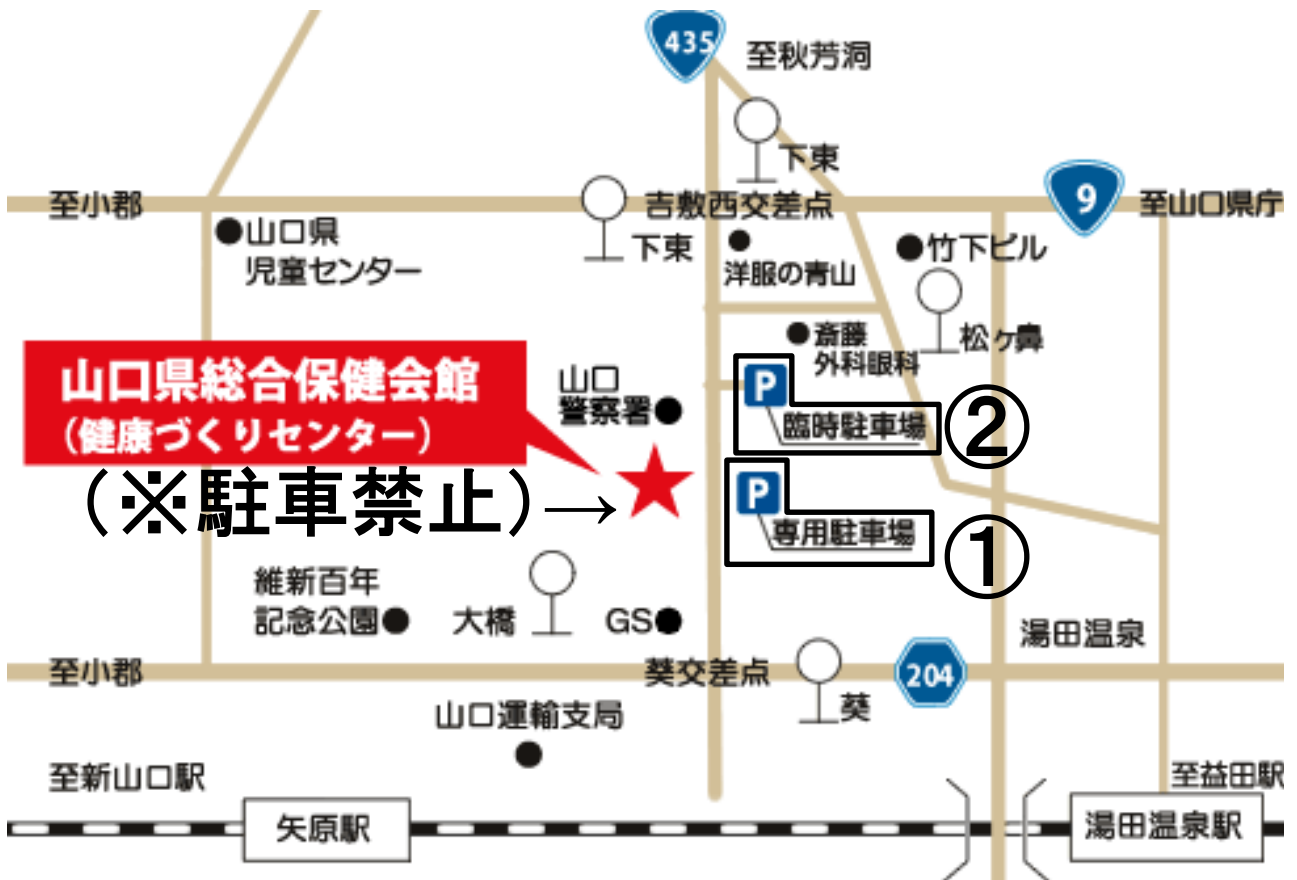 435
至秋芳洞
下東
至小郡
吉敷西交差点
9
至山口県庁
山口県
児童センター
下東
洋服の青山
竹下ビル
斎藤
外科眼科
松ヶ鼻
山口県総合保健会館
(健康づくりセンター)
山口
警察署
P
臨時駐車場
②
(※駐車禁止)→
P
専用駐車場
①
維新百年
記念公園
大橋
GS
湯田温泉
至小郡
葵交差点
204
葵
山口運輸支局
至新山口駅
至益田駅
矢原駅
湯田温泉駅